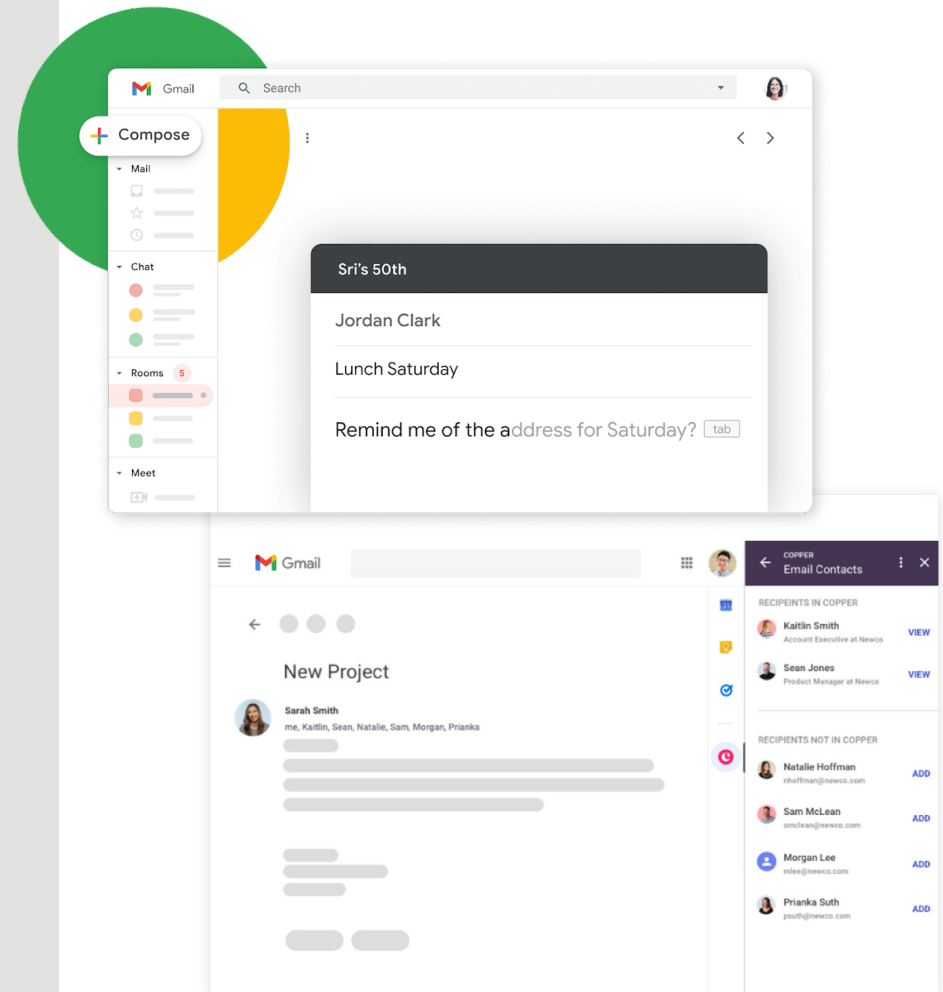 Gmail
Search
Compose
Mail
Chat
Rooms 5
Meet
Sri's 50th
Jordan Clark
Lunch Saturday
Remind me of the address for Saturday? tab
Gmail
New Project
Sarah Smith
me, Kaitlin, Sean, Natalie, Sam, Morgan, Prianka
COPPER
Email Contacts
RECIPEINTS IN COPPER
Kaitlin Smith
Account Executive at Newco
VIEW
Sean Jones
Product Manager at Newco
VIEW
RECIPIENTS NOT IN COPPER
Natalie Hoffman
nhoffman@newco.com
ADD
Sam McLean
smclean@newco.com
ADD
Morgan Lee
mlee@newco.com
ADD
Prianka Suth
psuth@newco.com
ADD